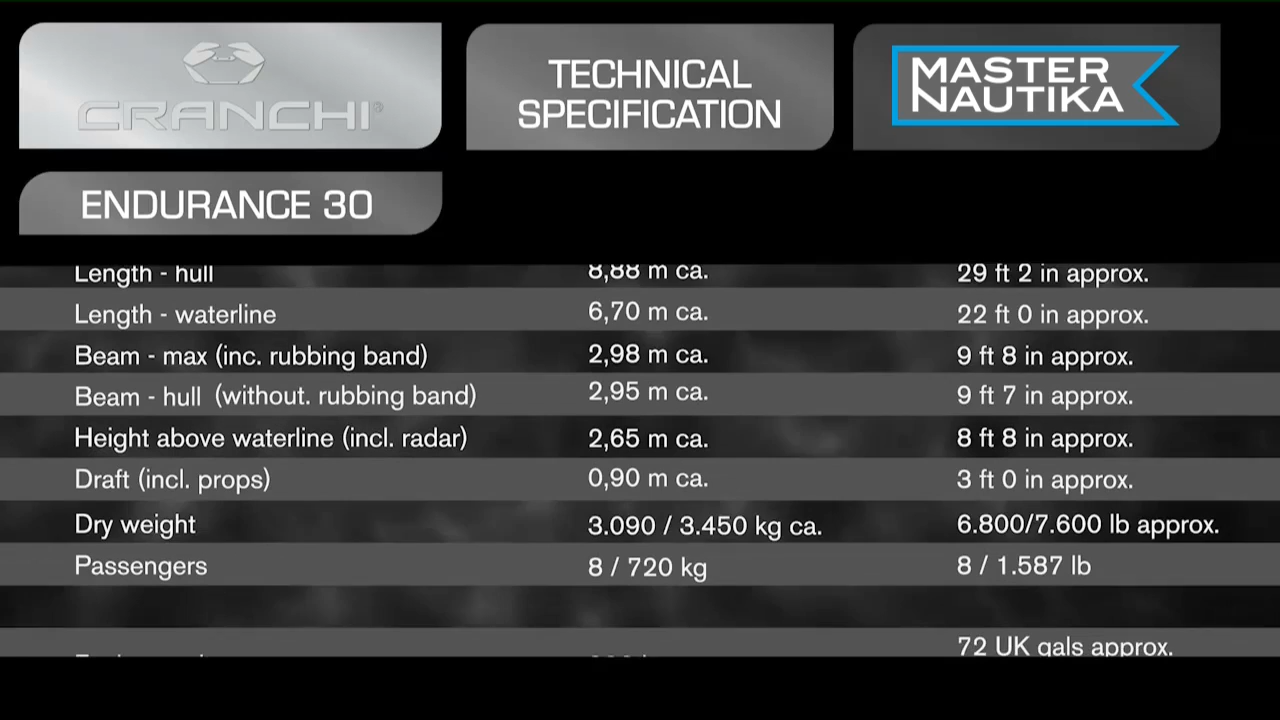 CRANCHI®
TECHNICAL
SPECIFICATION
MASTER
NAUTIKA
ENDURANCE 30
Length - hull 8,88 m ca. 29 ft 2 in approx.
Length - waterline 6,70 m ca. 22 ft 0 in approx.
Beam - max (inc. rubbing band) 2,98 m ca. 9 ft 8 in approx.
Beam - hull (without. rubbing band) 2,95 m ca. 9 ft 7 in approx.
Height above waterline (incl. radar) 2,65 m ca. 8 ft 8 in approx.
Draft (incl. props) 0,90 m ca. 3 ft 0 in approx.
Dry weight 3.090 / 3.450 kg ca. 6.800/7.600 lb approx.
Passengers 8 / 720 kg 8 / 1.587 lb
72 UK gals approx.